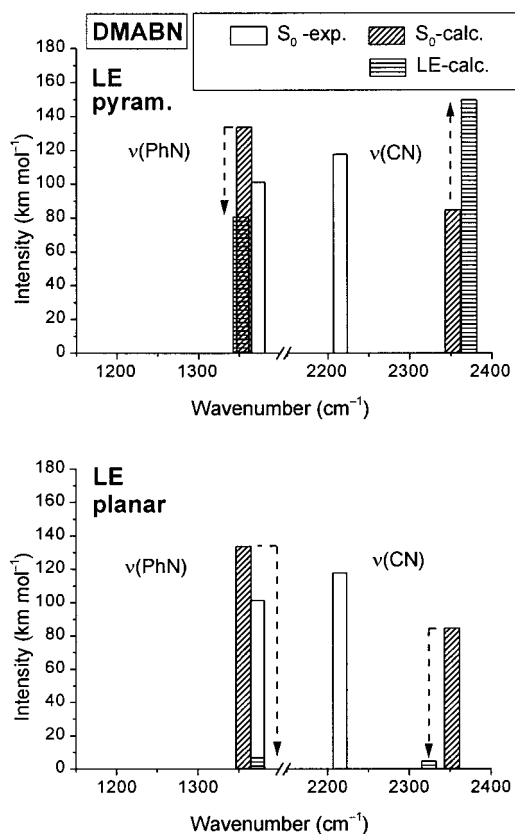 DMABN
S₀-exp.
S₀-calc.
LE-calc.
LE
pyram.
ν(PhN)
ν(CN)
Intensity (km mol⁻¹)
180
160
140
120
100
80
60
40
20
0
1200
1300
2200
2300
2400
Wavenumber (cm⁻¹)
LE
planar
ν(PhN)
ν(CN)
Intensity (km mol⁻¹)
180
160
140
120
100
80
60
40
20
0
1200
1300
2200
2300
2400
Wavenumber (cm⁻¹)